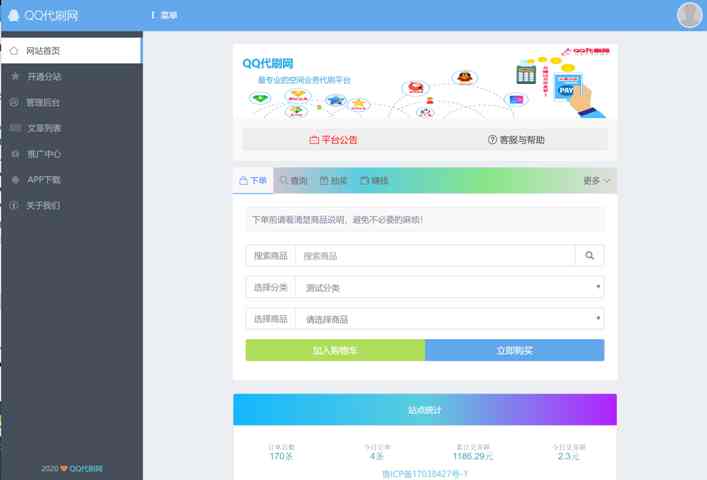 QQ代刷网
菜单
网站首页
开通分站
管理后台
文章列表
推广中心
APP下载
关于我们
2020 QQ代刷网
QQ代刷网
最专业的空间业务代刷平台
QQ代刷网
PAY
平台公告
客服与帮助
下单 查询 抽奖 赚钱 更多
下单前请看清楚商品说明，避免不必要的麻烦！
搜索商品 搜索商品
选择分类 测试分类
选择商品 请选择商品
加入购物车 立即购买
站点统计
订单总数 今日订单 累计交易额 今日交易额
170条 4条 1186.29元 2.3元
鲁ICP备17038427号-1